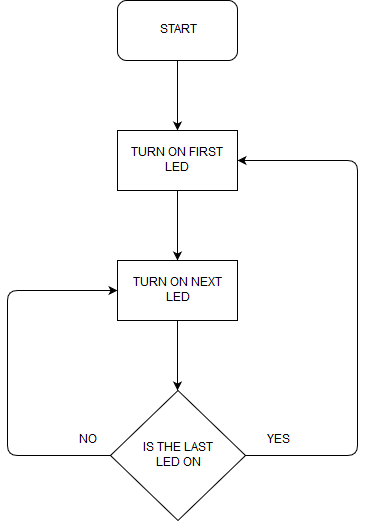 START
TURN ON FIRST
LED
TURN ON NEXT
LED
NO
IS THE LAST
LED ON
YES